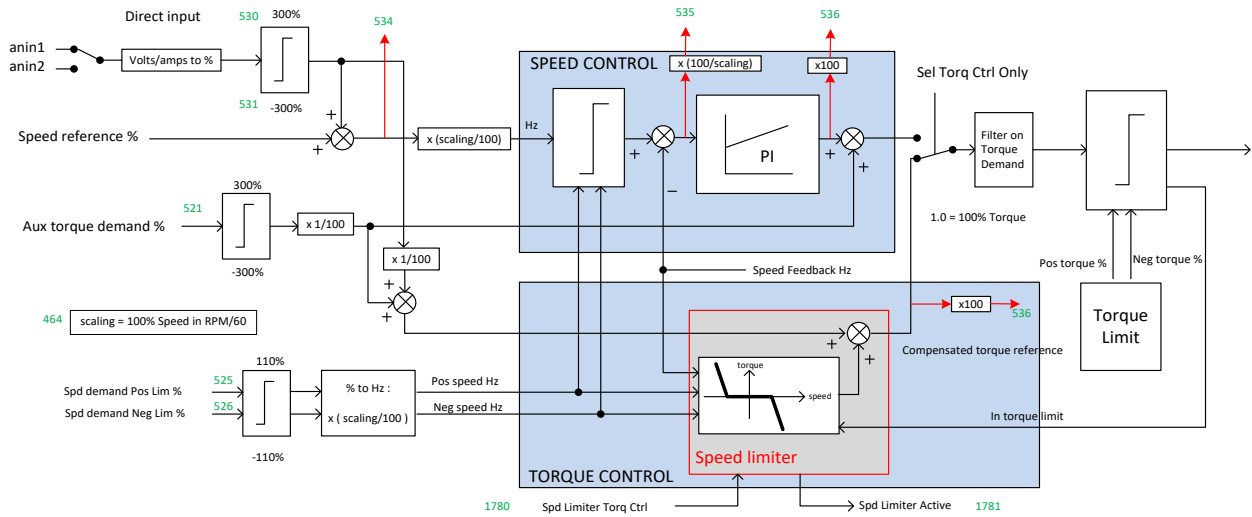 Direct input
530
300%
534
535
536
anin1
anin2
Volts/amps to %
531
-300%
SPEED CONTROL
x (100/scaling)
x100
Sel Torq Ctrl Only
Speed reference %
+
+
x (scaling/100)
Hz
+
−
PI
+
+
Filter on
Torque
Demand
1.0 = 100% Torque
Aux torque demand %
521
300%
-300%
x 1/100
x 1/100
+
+
Speed Feedback Hz
Pos torque %
Neg torque %
Torque
Limit
464
scaling = 100% Speed in RPM/60
x100
536
+
+
Compensated torque reference
Spd demand Pos Lim %
Spd demand Neg Lim %
525
526
110%
-110%
% to Hz :
x ( scaling/100 )
Pos speed Hz
Neg speed Hz
torque
speed
In torque limit
Speed limiter
TORQUE CONTROL
1780
Spd Limiter Torq Ctrl
Spd Limiter Active
1781